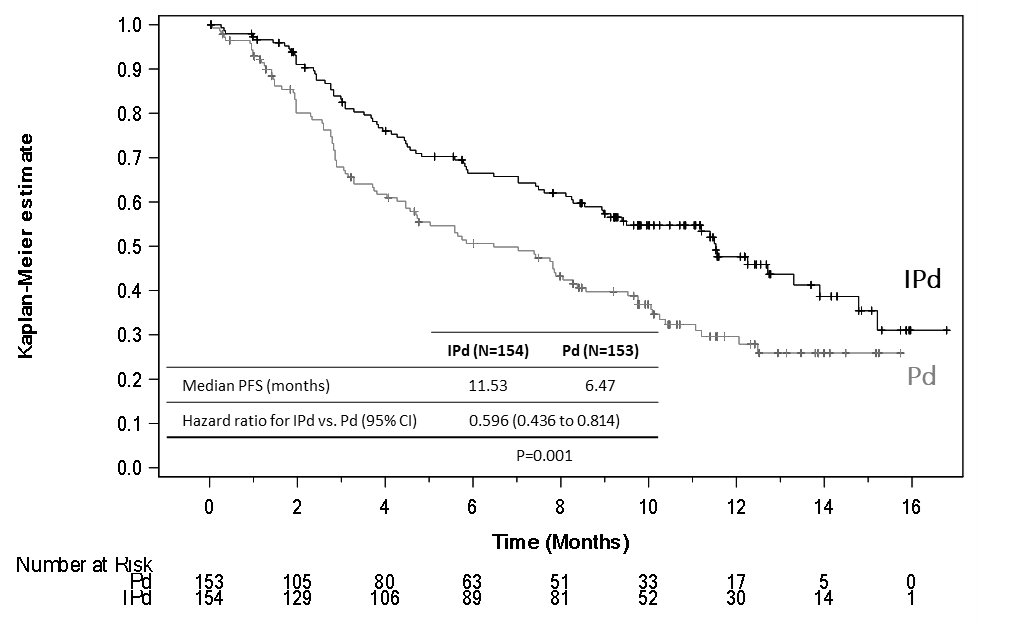 Kaplan-Meier estimate
1.0
0.9
0.8
0.7
0.6
0.5
0.4
0.3
0.2
0.1
0.0
IPd
Pd
IPd (N=154) Pd (N=153)
Median PFS (months) 11.53 6.47
Hazard ratio for IPd vs. Pd (95% CI) 0.596 (0.436 to 0.814)
P=0.001
0 2 4 6 8 10 12 14 16
Time (Months)
Number at Risk
Pd 153 105 80 63 51 33 17 5 0
IPd 154 129 106 89 81 52 30 14 1